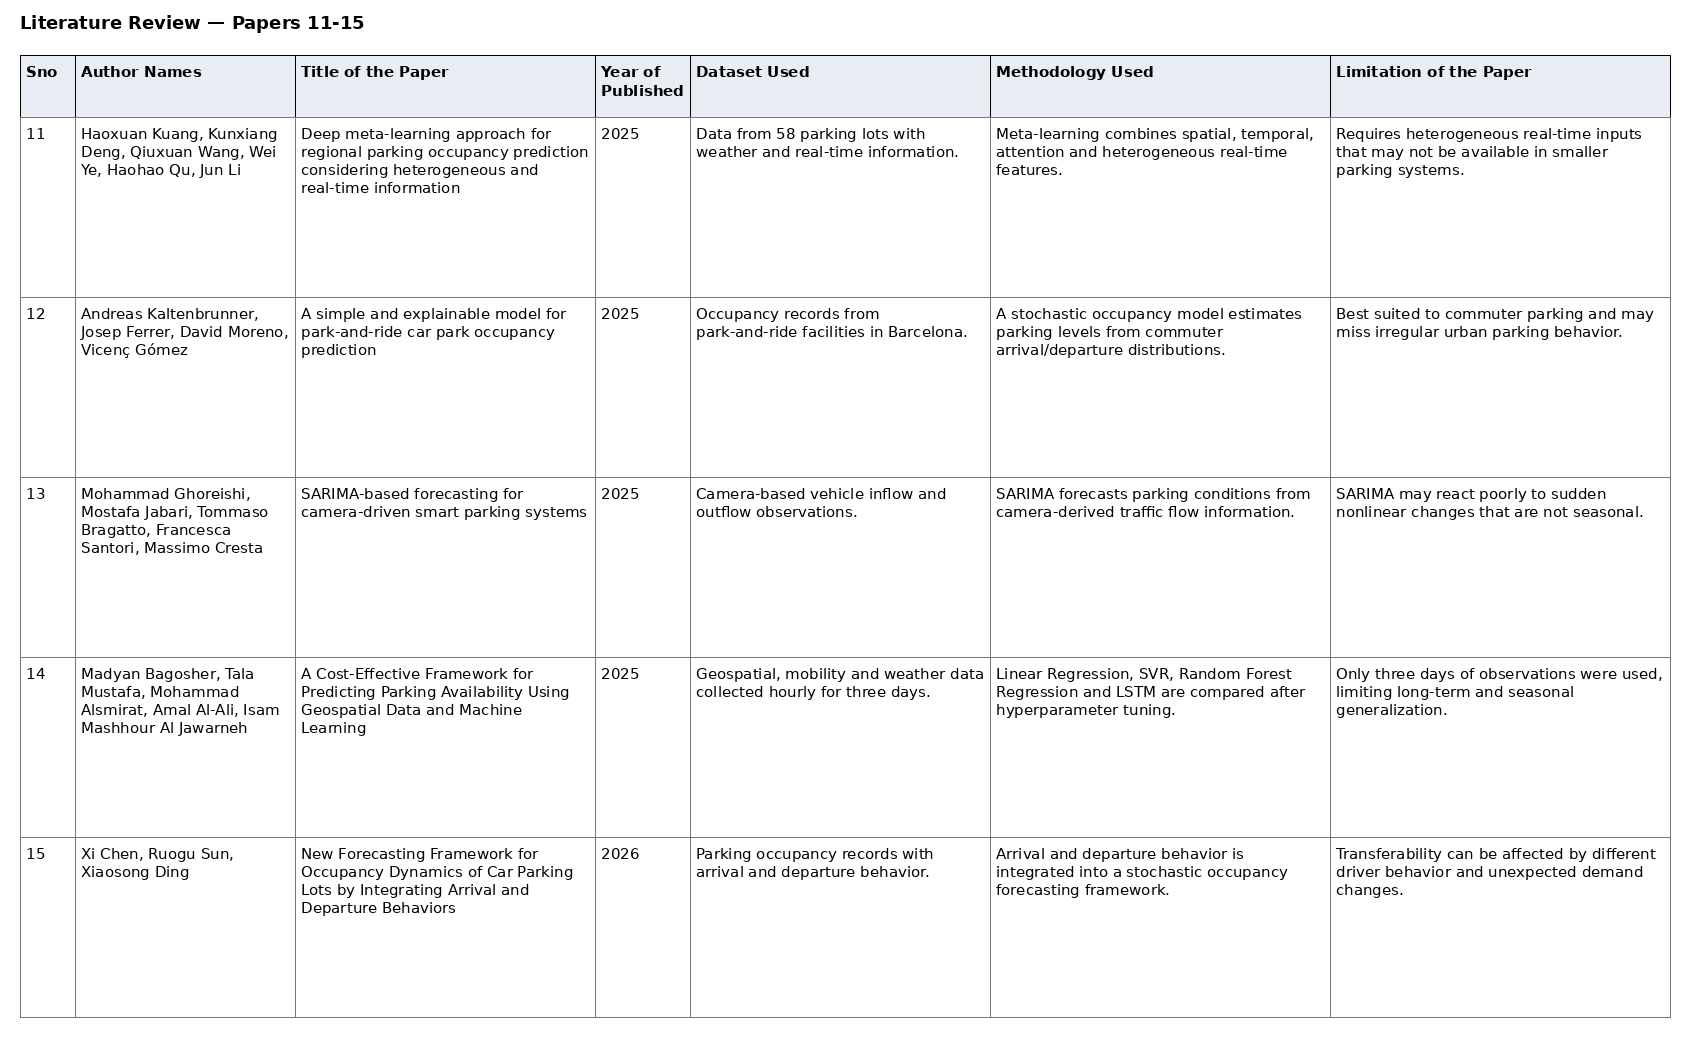 Literature Review — Papers 11-15
Sno
Author Names
Title of the Paper
Year of
Published
Dataset Used
Methodology Used
Limitation of the Paper
11
Haoxuan Kuang, Kunxiang
Deng, Qiuxuan Wang, Wei
Ye, Haohao Qu, Jun Li
Deep meta-learning approach for
regional parking occupancy prediction
considering heterogeneous and
real-time information
2025
Data from 58 parking lots with
weather and real-time information.
Meta-learning combines spatial, temporal,
attention and heterogeneous real-time
features.
Requires heterogeneous real-time inputs
that may not be available in smaller
parking systems.
12
Andreas Kaltenbrunner,
Josep Ferrer, David Moreno,
Vicenç Gómez
A simple and explainable model for
park-and-ride car park occupancy
prediction
2025
Occupancy records from
park-and-ride facilities in Barcelona.
A stochastic occupancy model estimates
parking levels from commuter
arrival/departure distributions.
Best suited to commuter parking and may
miss irregular urban parking behavior.
13
Mohammad Ghoreishi,
Mostafa Jabari, Tommaso
Bragatto, Francesca
Santori, Massimo Cresta
SARIMA-based forecasting for
camera-driven smart parking systems
2025
Camera-based vehicle inflow and
outflow observations.
SARIMA forecasts parking conditions from
camera-derived traffic flow information.
SARIMA may react poorly to sudden
nonlinear changes that are not seasonal.
14
Madyan Bagosher, Tala
Mustafa, Mohammad
Alsmirat, Amal Al-Ali, Isam
Mashhour Al Jawarneh
A Cost-Effective Framework for
Predicting Parking Availability Using
Geospatial Data and Machine
Learning
2025
Geospatial, mobility and weather data
collected hourly for three days.
Linear Regression, SVR, Random Forest
Regression and LSTM are compared after
hyperparameter tuning.
Only three days of observations were used,
limiting long-term and seasonal
generalization.
15
Xi Chen, Ruogu Sun,
Xiaosong Ding
New Forecasting Framework for
Occupancy Dynamics of Car Parking
Lots by Integrating Arrival and
Departure Behaviors
2026
Parking occupancy records with
arrival and departure behavior.
Arrival and departure behavior is
integrated into a stochastic occupancy
forecasting framework.
Transferability can be affected by different
driver behavior and unexpected demand
changes.